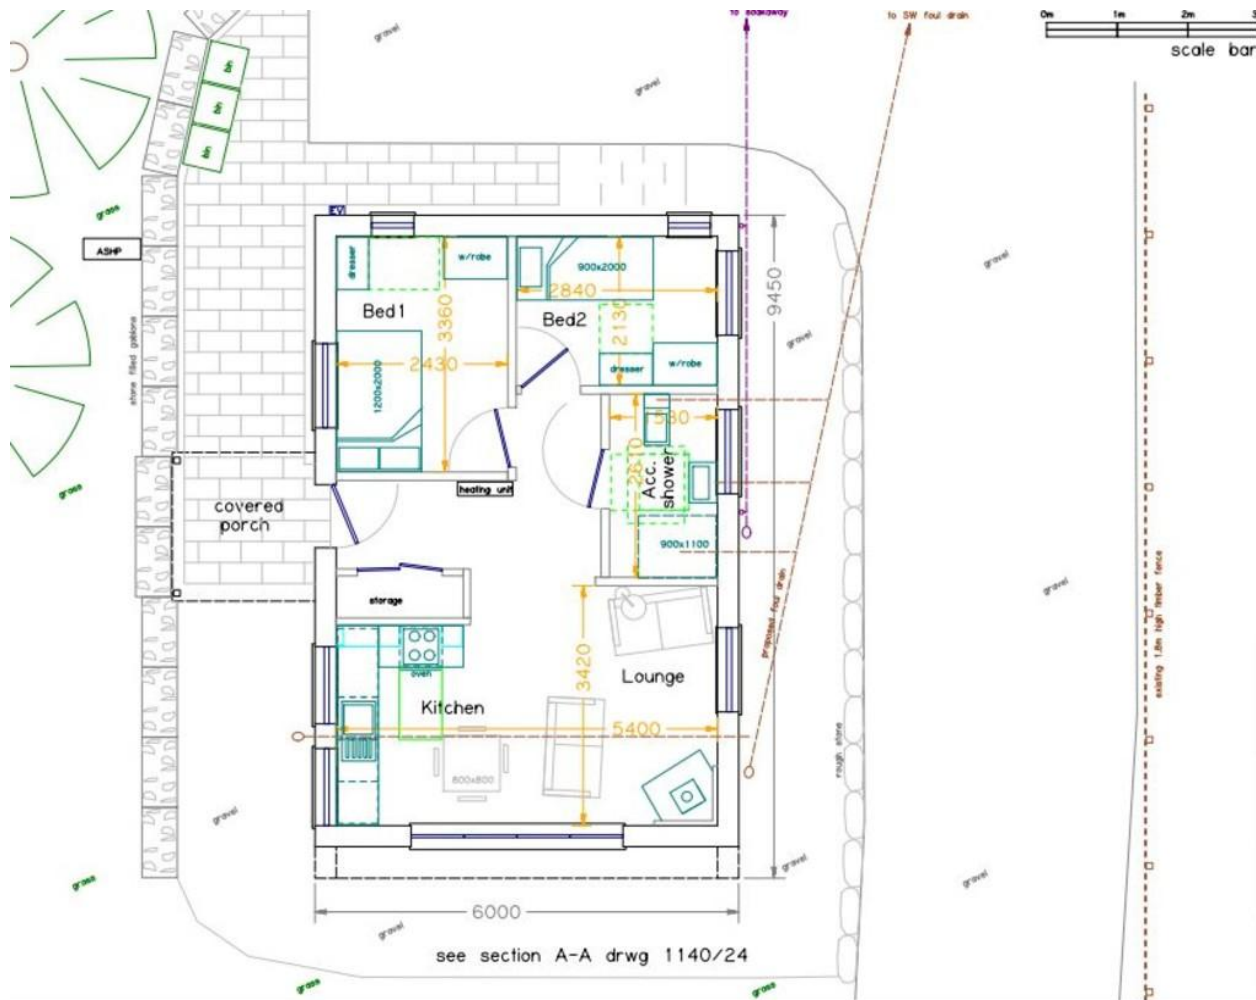 to soakaway
to SW foul drain
0m 1m 2m 3
scale bar
gravel
gravel
bin
bin
bin
grass
ASHP
EV
dresser
w/robe
900x2000
2840
Bed1
3360
Bed2
2130
2430
1200x2000
dresser
w/robe
9450
gravel
gravel
stone filled gabions
1530
2610
Acc.
shower
heating unit
900x1100
grass
covered
porch
storage
proposed foul drain
gravel
existing 1.8m high timber fence
oven
3420
Lounge
Kitchen
5400
800x800
rough stone
gravel
gravel
gravel
grass
6000
gravel
see section A-A drwg 1140/24
grass
grass